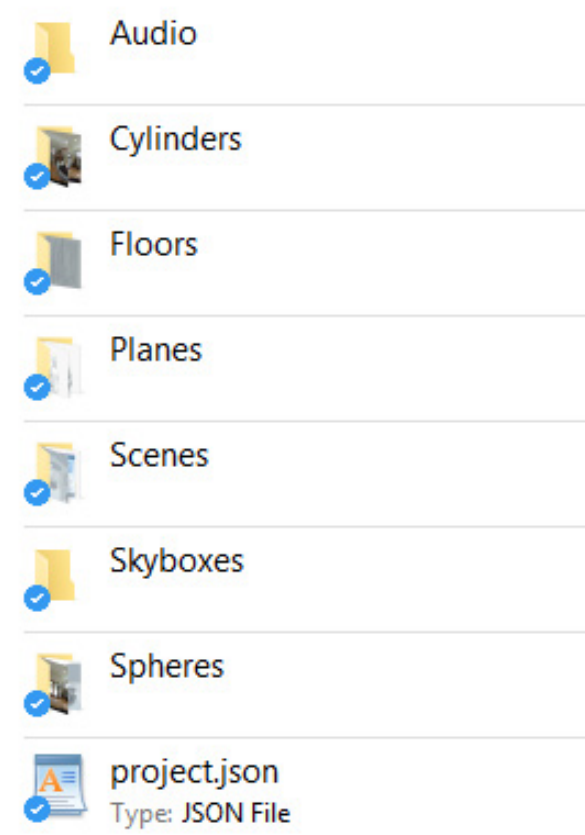 Audio
Cylinders
Floors
Planes
Scenes
Skyboxes
Spheres
project.json
Type: JSON File